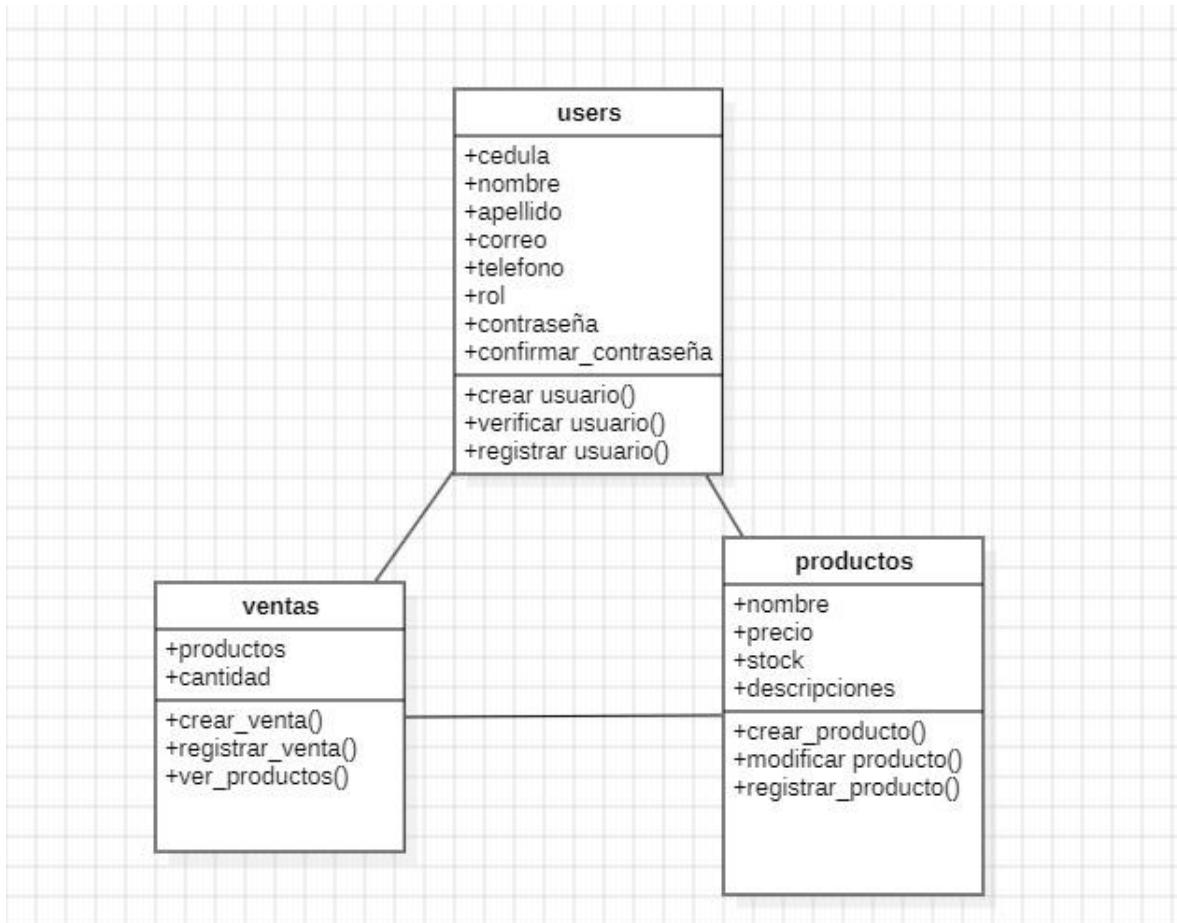 users
+cedula
+nombre
+apellido
+correo
+telefono
+rol
+contraseña
+confirmar_contraseña
+crear usuario()
+verificar usuario()
+registrar usuario()
ventas
+productos
+cantidad
+crear_venta()
+registrar_venta()
+ver_productos()
productos
+nombre
+precio
+stock
+descripciones
+crear_producto()
+modificar producto()
+registrar_producto()